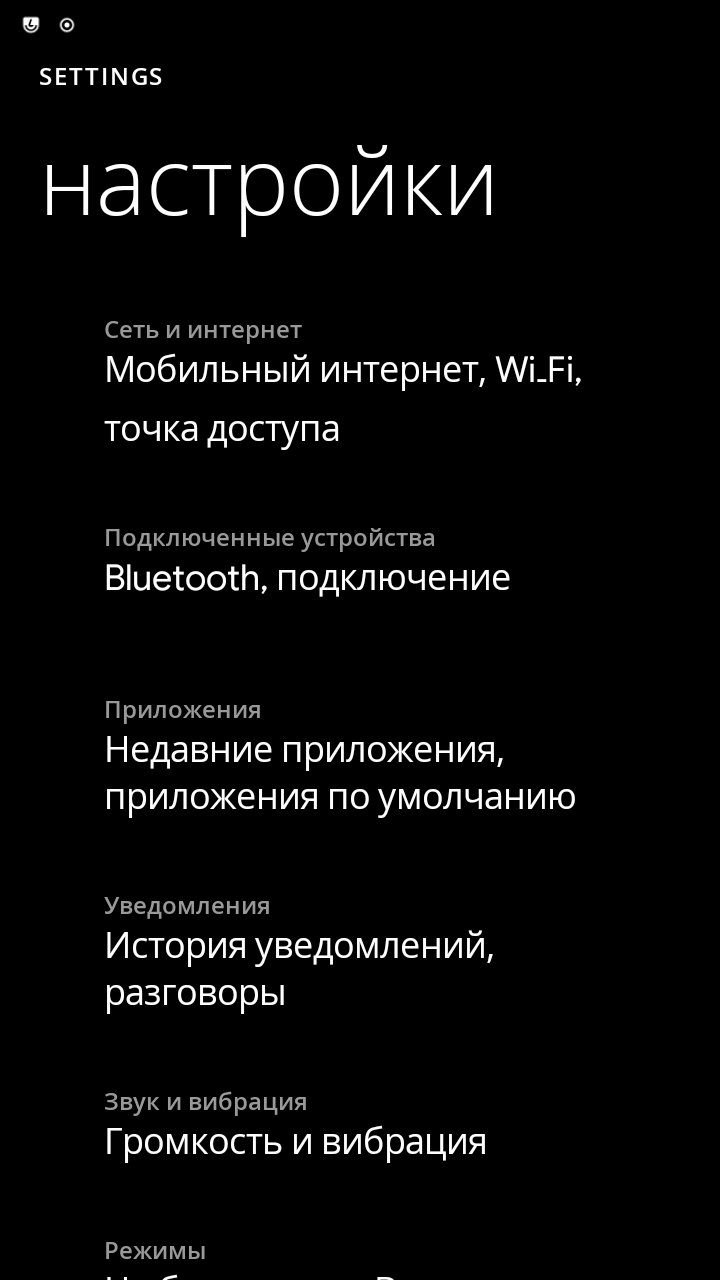 SETTINGS
настройки
Сеть и интернет
Мобильный интернет, Wi-Fi,
точка доступа
Подключенные устройства
Bluetooth, подключение
Приложения
Недавние приложения,
приложения по умолчанию
Уведомления
История уведомлений,
разговоры
Звук и вибрация
Громкость и вибрация
Режимы